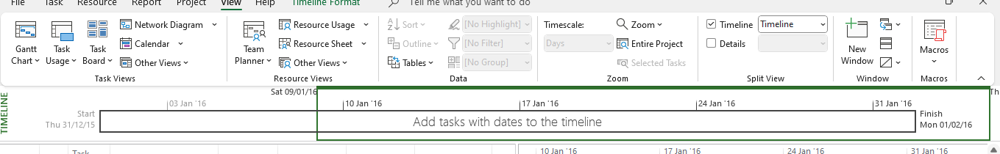 File Task Resource Report Project View Help Timeline Format Tell me what you want to do
Gantt Chart Task Usage Task Board Network Diagram Calendar Other Views
Task Views
Team Planner Resource Usage Resource Sheet Other Views
Resource Views
Sort Outline Tables [No Highlight] [No Filter] [No Group]
Data
Timescale: Days Zoom Entire Project Selected Tasks
Zoom
Timeline Timeline Details
Split View
New Window
Window
Macros
Macros
TIMELINE
Sat 09/01/16 Th
03 Jan '16 10 Jan '16 17 Jan '16 24 Jan '16 31 Jan '16
Start
Thu 31/12/15
Add tasks with dates to the timeline
Finish
Mon 01/02/16
Task 10 Jan '16 17 Jan '16 24 Jan '16 31 Jan '16